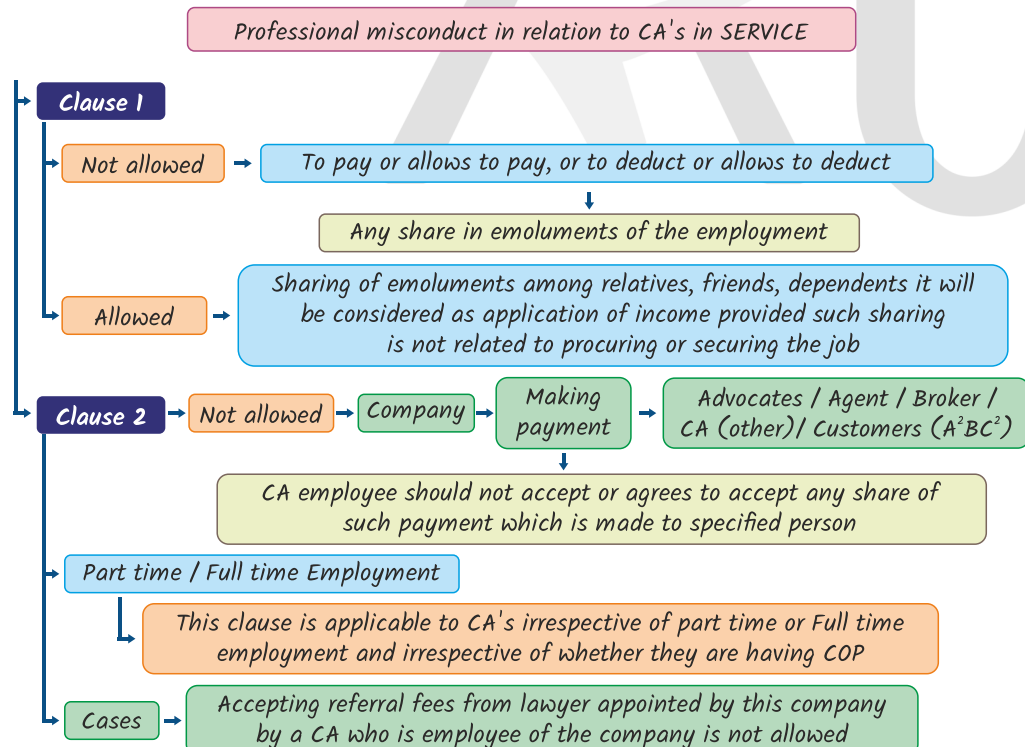 Professional misconduct in relation to CA's in SERVICE
Clause 1
Not allowed
To pay or allows to pay, or to deduct or allows to deduct
Any share in emoluments of the employment
Allowed
Sharing of emoluments among relatives, friends, dependents it will
be considered as application of income provided such sharing
is not related to procuring or securing the job
Clause 2
Not allowed
Company
Making
payment
Advocates / Agent / Broker /
CA (other)/ Customers (A²BC²)
CA employee should not accept or agrees to accept any share of
such payment which is made to specified person
Part time / Full time Employment
This clause is applicable to CA's irrespective of part time or Full time
employment and irrespective of whether they are having COP
Cases
Accepting referral fees from lawyer appointed by this company
by a CA who is employee of the company is not allowed